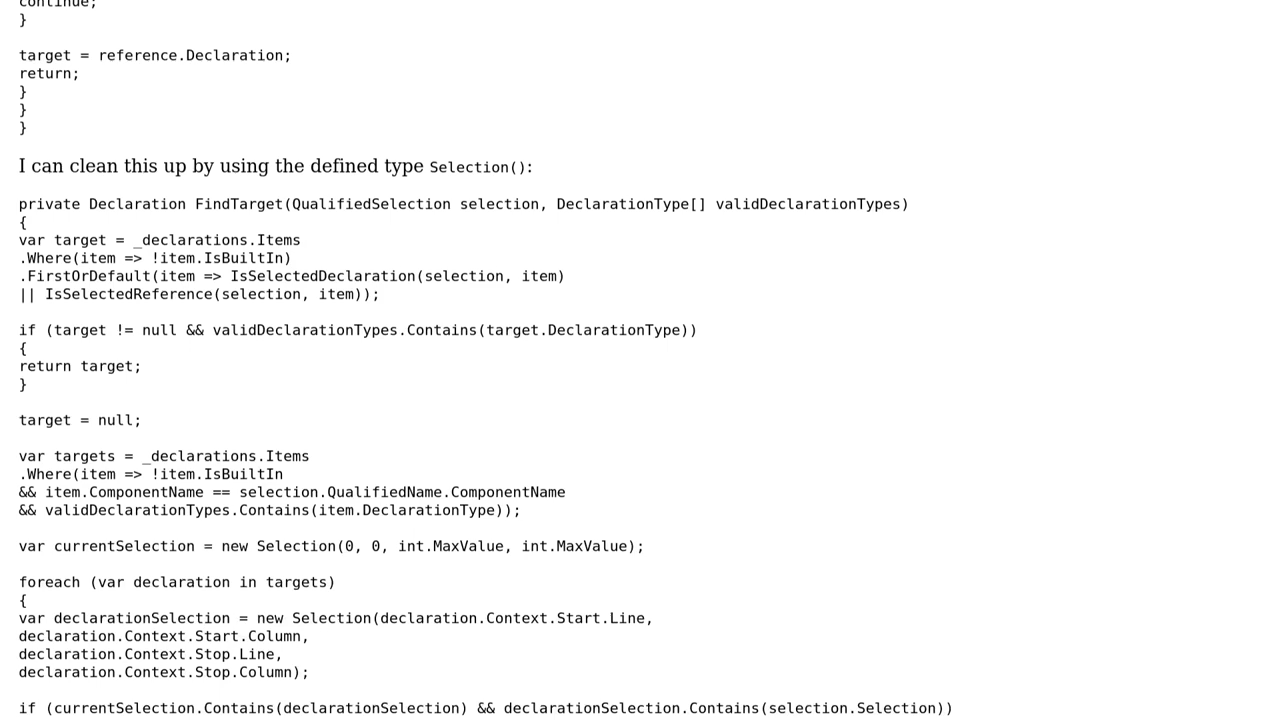 continue;
}
target = reference.Declaration;
return;
}
}
}
I can clean this up by using the defined type Selection():
private Declaration FindTarget(QualifiedSelection selection, DeclarationType[] validDeclarationTypes)
{
var target = _declarations.Items
.Where(item => !item.IsBuiltIn)
.FirstOrDefault(item => IsSelectedDeclaration(selection, item)
|| IsSelectedReference(selection, item));
if (target != null && validDeclarationTypes.Contains(target.DeclarationType))
{
return target;
}
target = null;
var targets = _declarations.Items
.Where(item => !item.IsBuiltIn
&& item.ComponentName == selection.QualifiedName.ComponentName
&& validDeclarationTypes.Contains(item.DeclarationType));
var currentSelection = new Selection(0, 0, int.MaxValue, int.MaxValue);
foreach (var declaration in targets)
{
var declarationSelection = new Selection(declaration.Context.Start.Line,
declaration.Context.Start.Column,
declaration.Context.Stop.Line,
declaration.Context.Stop.Column);
if (currentSelection.Contains(declarationSelection) && declarationSelection.Contains(selection.Selection))